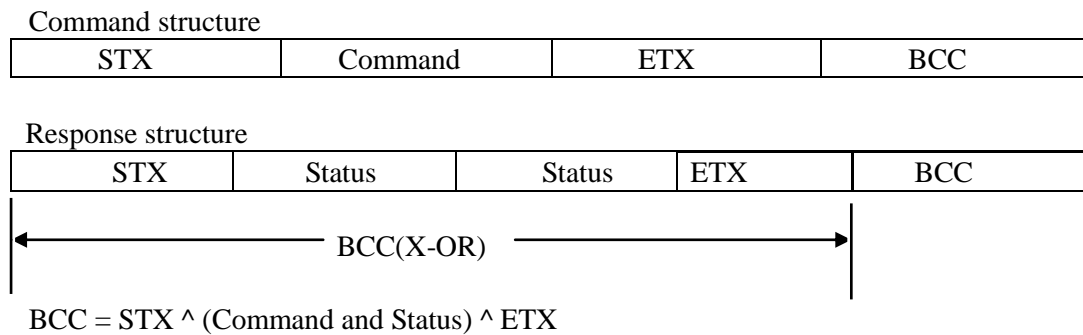 Command structure
STX Command ETX BCC
Response structure
STX Status Status ETX BCC
BCC(X-OR)
BCC = STX ^ (Command and Status) ^ ETX